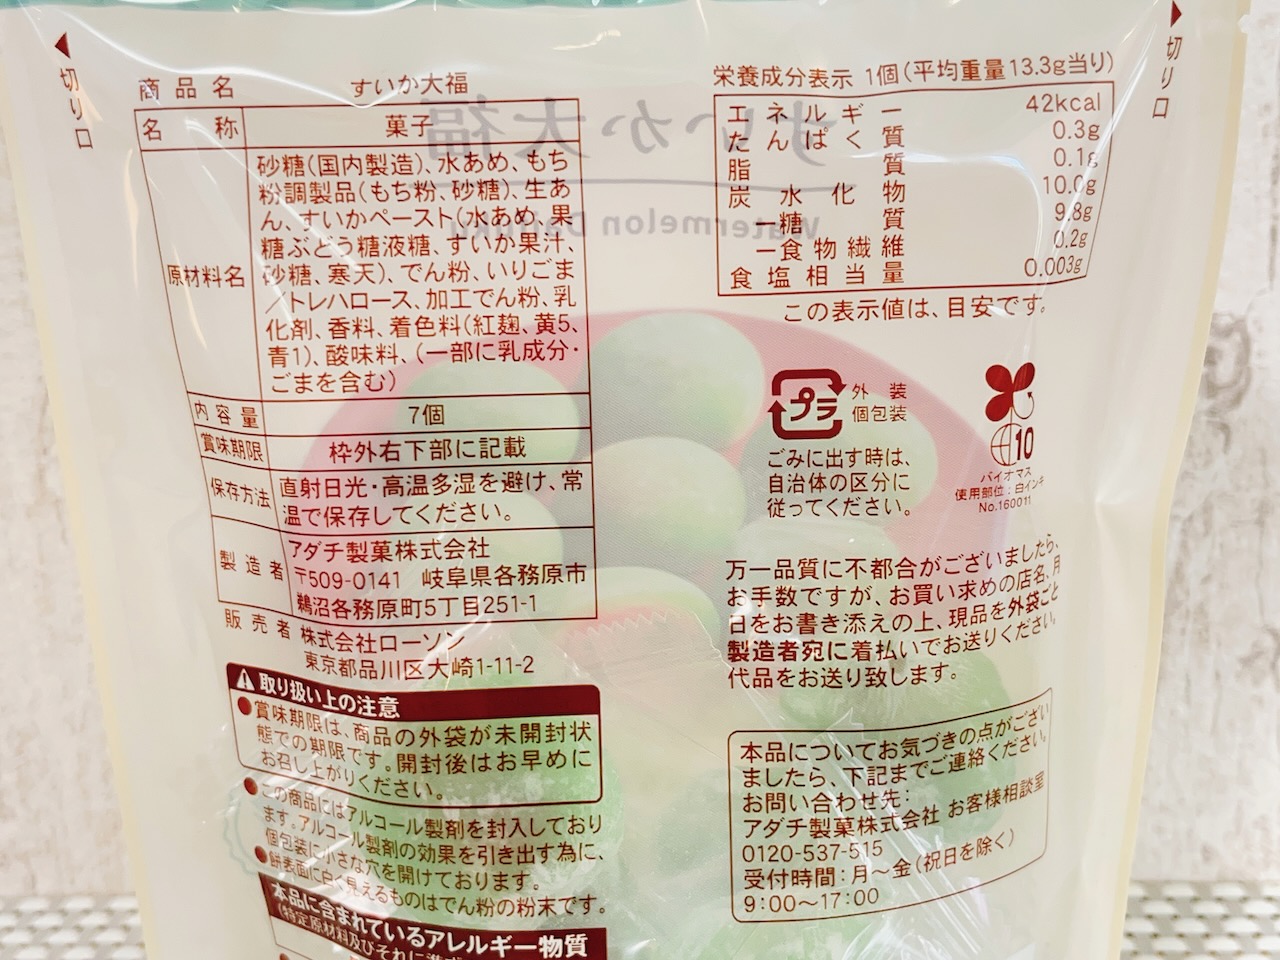 切り口
切り口
商品名 すいか大福
名称 菓子
原材料名
砂糖(国内製造)、水あめ、もち
粉調製品(もち粉、砂糖)、生あ
ん、すいかペースト(水あめ、果
糖ぶどう糖液糖、すいか果汁、
砂糖、寒天)、でん粉、いりごま
/トレハロース、加工でん粉、乳
化剤、香料、着色料(紅麹、黄5、
青1)、酸味料、(一部に乳成分・
ごまを含む)
内容量 7個
賞味期限 枠外右下部に記載
保存方法 直射日光・高温多湿を避け、常
温で保存してください。
製造者 アダチ製菓株式会社
〒509-0141 岐阜県各務原市
鵜沼各務原町5丁目251-1
販売者 株式会社ローソン
東京都品川区大崎1-11-2
取り扱い上の注意
●賞味期限は、商品の外袋が未開封状
態での期限です。開封後はお早めに
お召し上がりください。
●この商品にはアルコール製剤を封入しており
ます。アルコール製剤の効果を引き出す為に、
個包装に小さな穴を開けております。
●餅表面に白く見えるものはでん粉の粉末です。
本品に含まれているアレルギー物質
(特定原材料及びそれに準
栄養成分表示 1個(平均重量13.3g当り)
エネルギー 42kcal
たんぱく質 0.3g
脂質 0.1g
炭水化物 10.0g
ー糖質 9.8g
ー食物繊維 0.2g
食塩相当量 0.003g
この表示値は、目安です。
プラ
外装
個包装
ごみに出す時は、
自治体の区分に
従ってください。
10
バイオマス
使用部位:白インキ
No.160011
万一品質に不都合がございましたら、
お手数ですが、お買い求めの店名、月
日をお書き添えの上、現品を外袋ごと
製造者宛に着払いでお送りください。
代品をお送り致します。
本品についてお気づきの点がござい
ましたら、下記までご連絡ください。
お問い合わせ先:
アダチ製菓株式会社 お客様相談室
0120-537-515
受付時間:月〜金(祝日を除く)
9:00〜17:00
すいか大福
Watermelon Daifuku